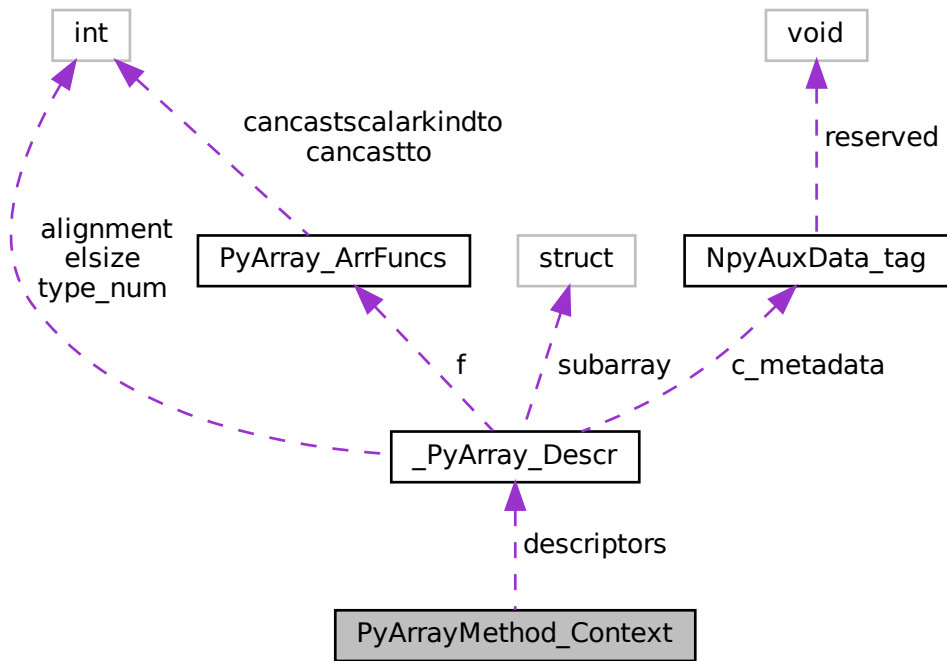 int
void
cancastscalarkindto
cancastto
reserved
alignment
elsize
type_num
PyArray_ArrFuncs
struct
NpyAuxData_tag
f
subarray
c_metadata
_PyArray_Descr
descriptors
PyArrayMethod_Context